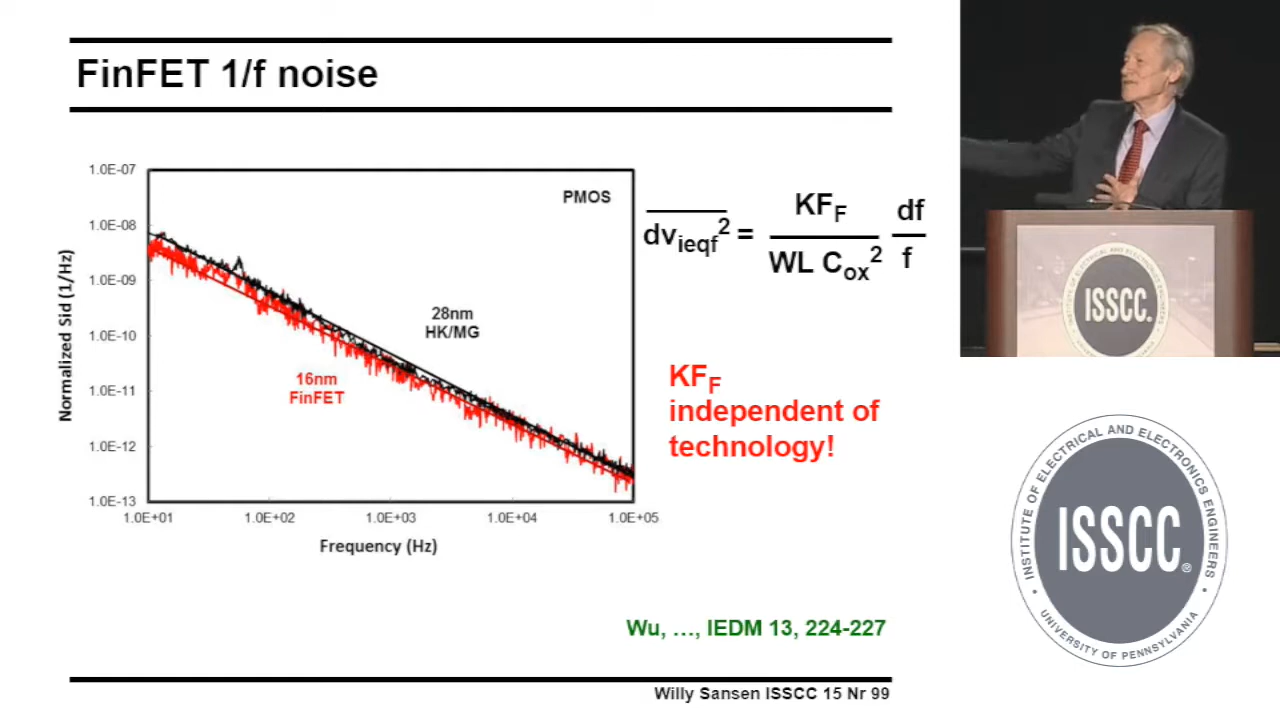 FinFET 1/f noise
1.0E-07
1.0E-08
1.0E-09
1.0E-10
1.0E-11
1.0E-12
1.0E-13
Normalized Sid (1/Hz)
PMOS
28nm
HK/MG
16nm
FinFET
1.0E+01
1.0E+02
1.0E+03
1.0E+04
1.0E+05
Frequency (Hz)
dv_ieqf^2 = KF_F / WL C_ox^2 df / f
KF_F
independent of
technology!
Wu, …, IEDM 13, 224-227
Willy Sansen ISSCC 15 Nr 99
ISSCC.
INSTITUTE OF ELECTRICAL AND ELECTRONICS ENGINEERS
ISSCC®
UNIVERSITY OF PENNSYLVANIA